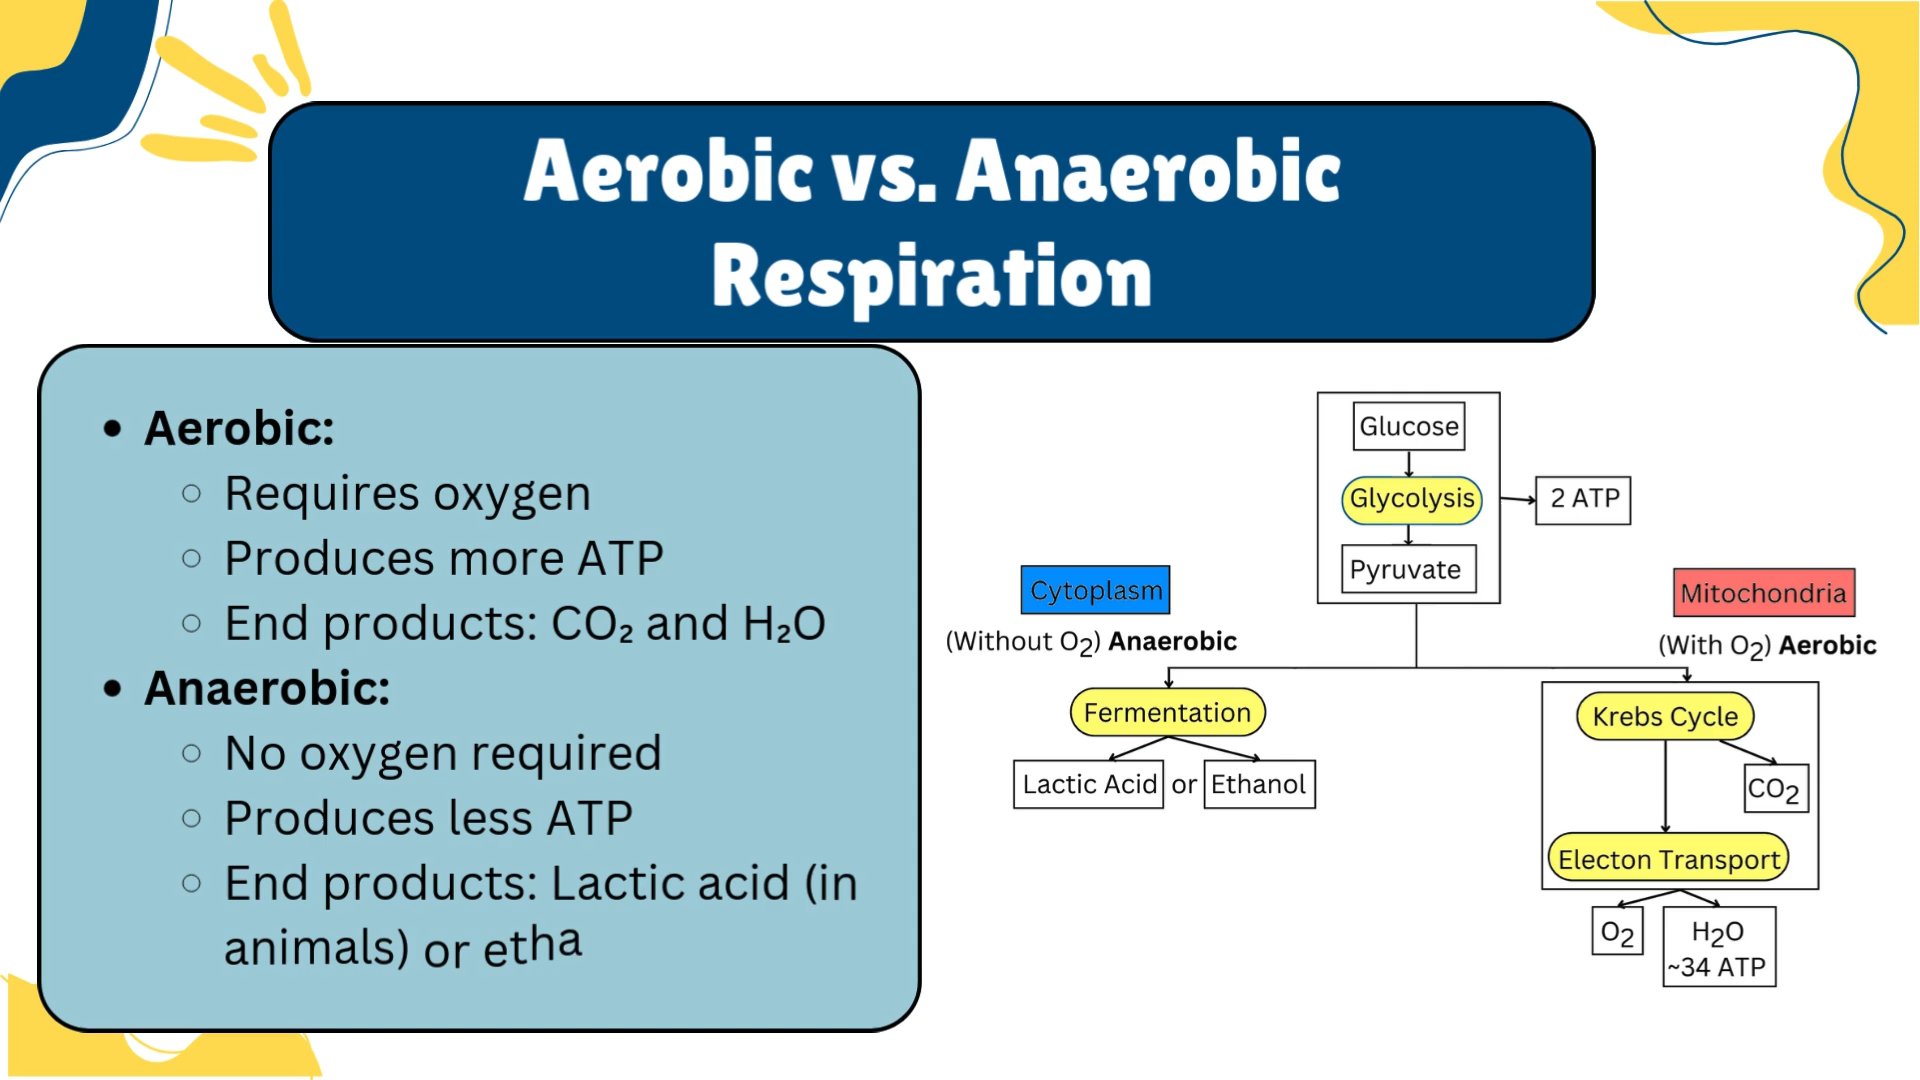 Aerobic vs. Anaerobic
Respiration
Aerobic:
Requires oxygen
Produces more ATP
End products: CO₂ and H₂O
Anaerobic:
No oxygen required
Produces less ATP
End products: Lactic acid (in
animals) or etha
Glucose
Glycolysis
2 ATP
Pyruvate
Cytoplasm
(Without O2) Anaerobic
Mitochondria
(With O2) Aerobic
Fermentation
Lactic Acid or Ethanol
Krebs Cycle
CO2
Electon Transport
O2
H2O
~34 ATP